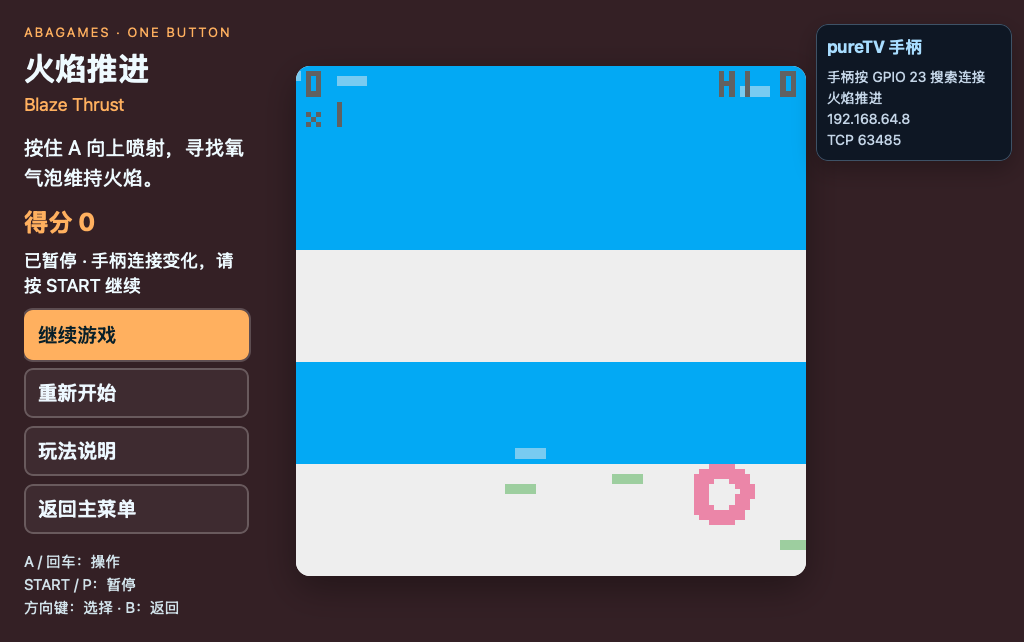 ABAGAMES · ONE BUTTON
火焰推进
Blaze Thrust
按住 A 向上喷射，寻找氧
气泡维持火焰。
得分 0
已暂停 · 手柄连接变化，请
按 START 继续
继续游戏
重新开始
玩法说明
返回主菜单
A / 回车：操作
START / P：暂停
方向键：选择 · B：返回
0
HI 0
x 1
pureTV 手柄
手柄按 GPIO 23 搜索连接
火焰推进
192.168.64.8
TCP 63485